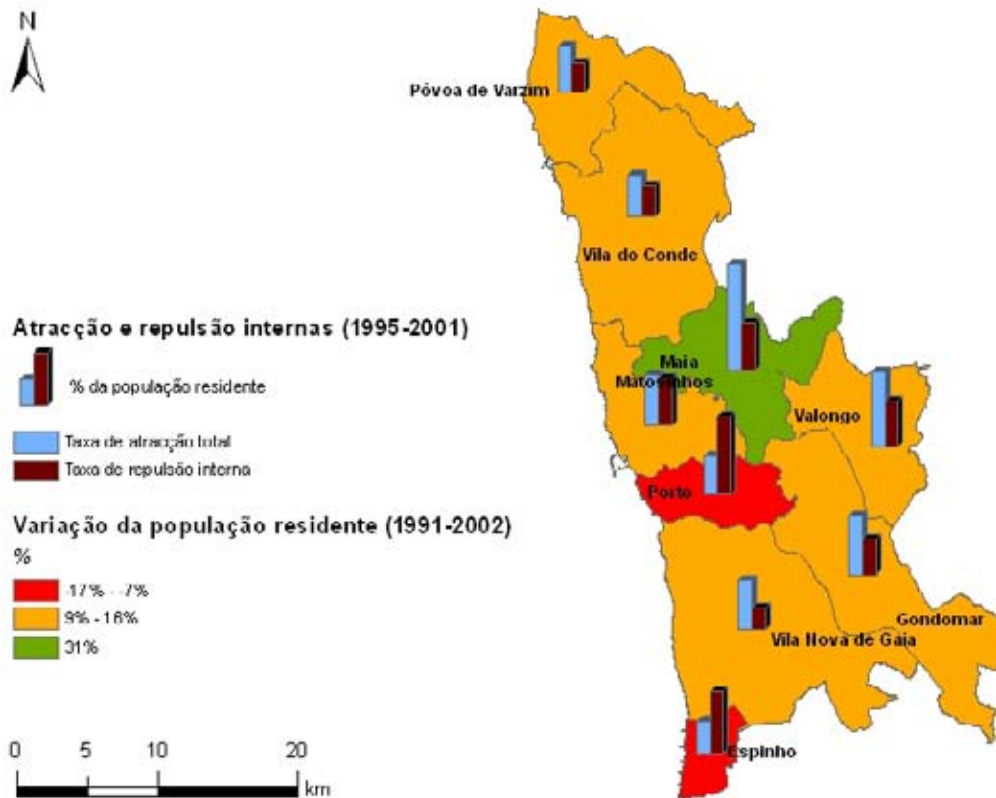 N
Póvoa de Varzim
Vila do Conde
Atracção e repulsão internas (1995-2001)
% da população residente
Taxa de atracção total
Taxa de repulsão interna
Maia
Matosinhos
Valongo
Porto
Variação da população residente (1991-2002)
%
-17% - -7%
9% - 16%
31%
Gondomar
Vila Nova de Gaia
Espinho
0 5 10 20
km